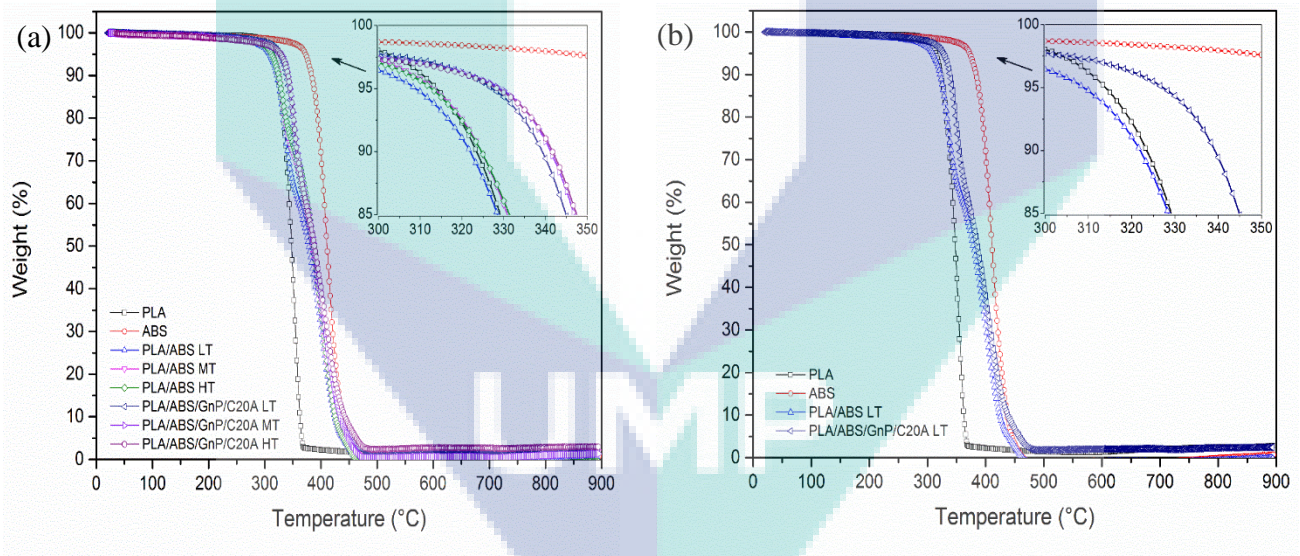 (a)
100
90
80
70
60
50
40
30
20
10
0
Weight (%)
0 100 200 300 400 500 600 700 800 900
Temperature (°C)
PLA
ABS
PLA/ABS LT
PLA/ABS MT
PLA/ABS HT
PLA/ABS/GnP/C20A LT
PLA/ABS/GnP/C20A MT
PLA/ABS/GnP/C20A HT
100
95
90
85
300 310 320 330 340 350
(b)
100
90
80
70
60
50
40
30
20
10
0
Weight (%)
0 100 200 300 400 500 600 700 800 900
Temperature (°C)
PLA
ABS
PLA/ABS LT
PLA/ABS/GnP/C20A LT
100
95
90
85
300 310 320 330 340 350
UMP